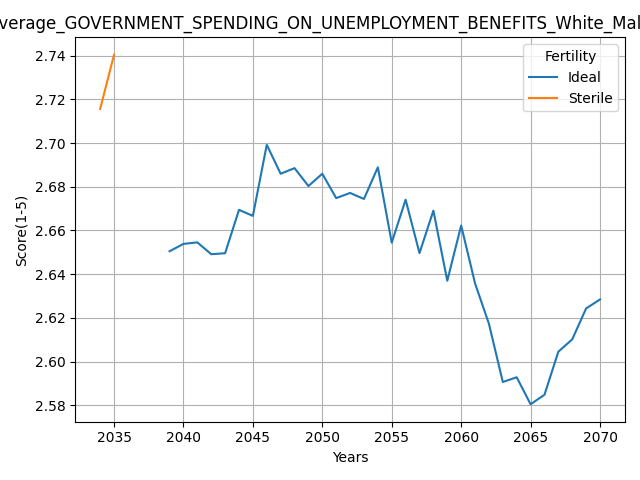 verage_GOVERNMENT_SPENDING_ON_UNEMPLOYMENT_BENEFITS_White_Mal
Fertility
Ideal
Sterile
Score(1-5)
2.74
2.72
2.70
2.68
2.66
2.64
2.62
2.60
2.58
2035 2040 2045 2050 2055 2060 2065 2070
Years